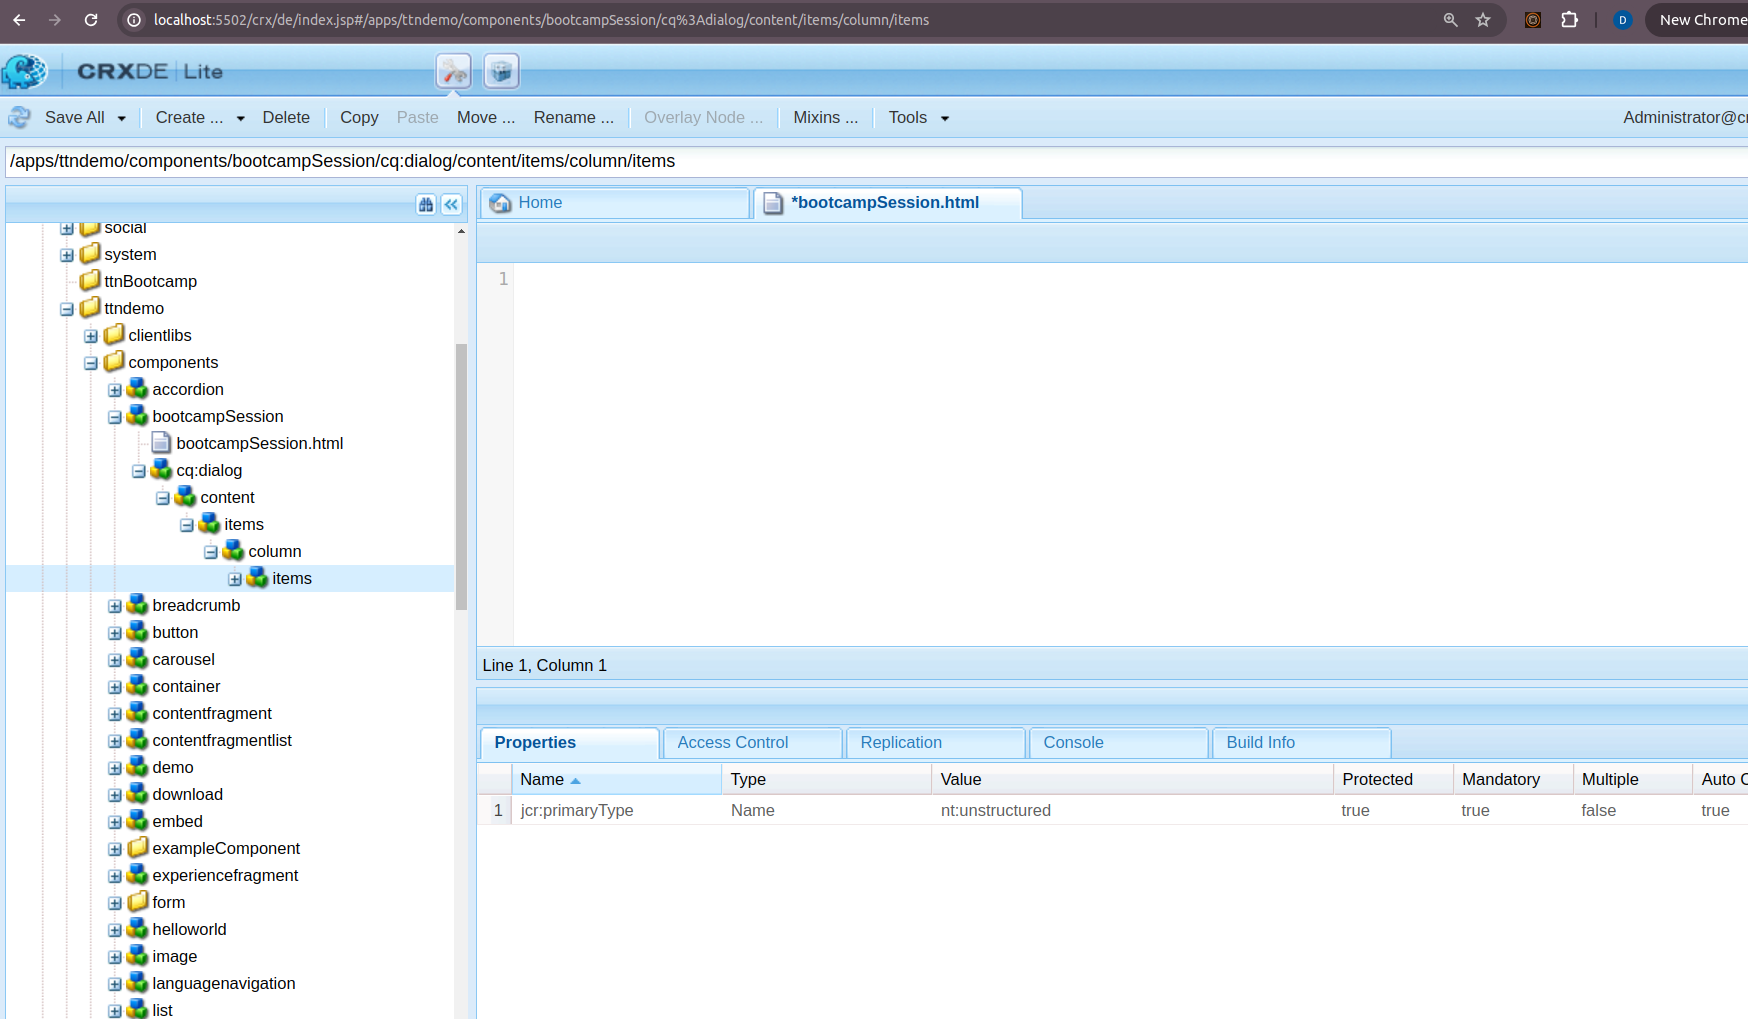 localhost:5502/crx/de/index.jsp#/apps/ttndemo/components/bootcampSession/cq%3Adialog/content/items/column/items
D
New Chrome
CRXDE Lite
Save All
Create ...
Delete
Copy
Paste
Move ...
Rename ...
Overlay Node ...
Mixins ...
Tools
Administrator@cr
/apps/ttndemo/components/bootcampSession/cq:dialog/content/items/column/items
Home
*bootcampSession.html
social
system
ttnBootcamp
ttndemo
clientlibs
components
accordion
bootcampSession
bootcampSession.html
cq:dialog
content
items
column
items
breadcrumb
button
carousel
container
contentfragment
contentfragmentlist
demo
download
embed
exampleComponent
experiencefragment
form
helloworld
image
languagenavigation
list
1
Line 1, Column 1
Properties
Access Control
Replication
Console
Build Info
Name Type Value Protected Mandatory Multiple Auto C
1 jcr:primaryType Name nt:unstructured true true false true